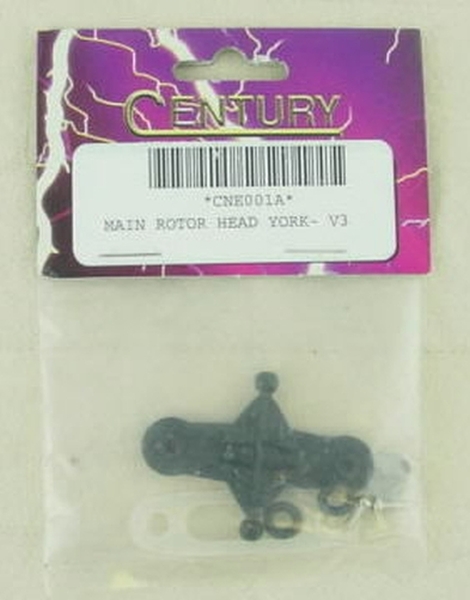 CENTURY
*CNE001A*
MAIN ROTOR HEAD YORK- V3